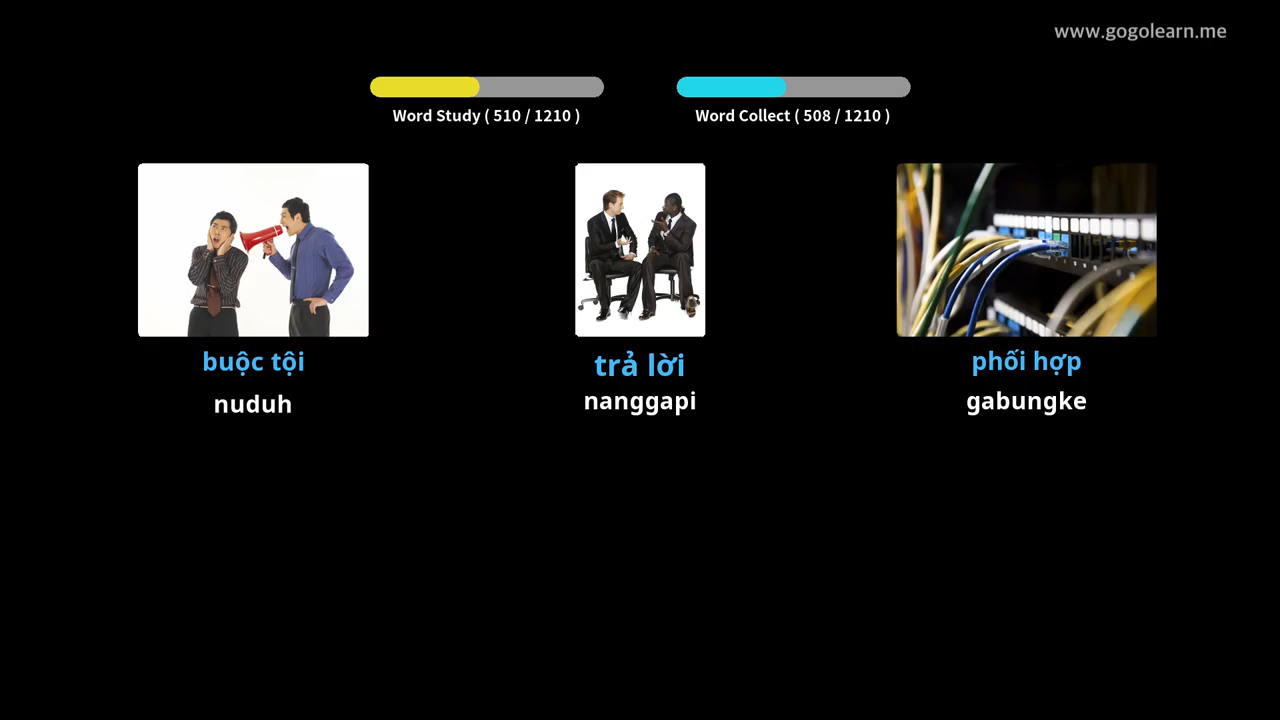 www.gogolearn.me
Word Study ( 510 / 1210 )
Word Collect ( 508 / 1210 )
buộc tội
trả lời
phối hợp
nuduh
nanggapi
gabungke